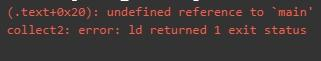 (.text+0x20): undefined reference to `main'
collect2: error: ld returned 1 exit status